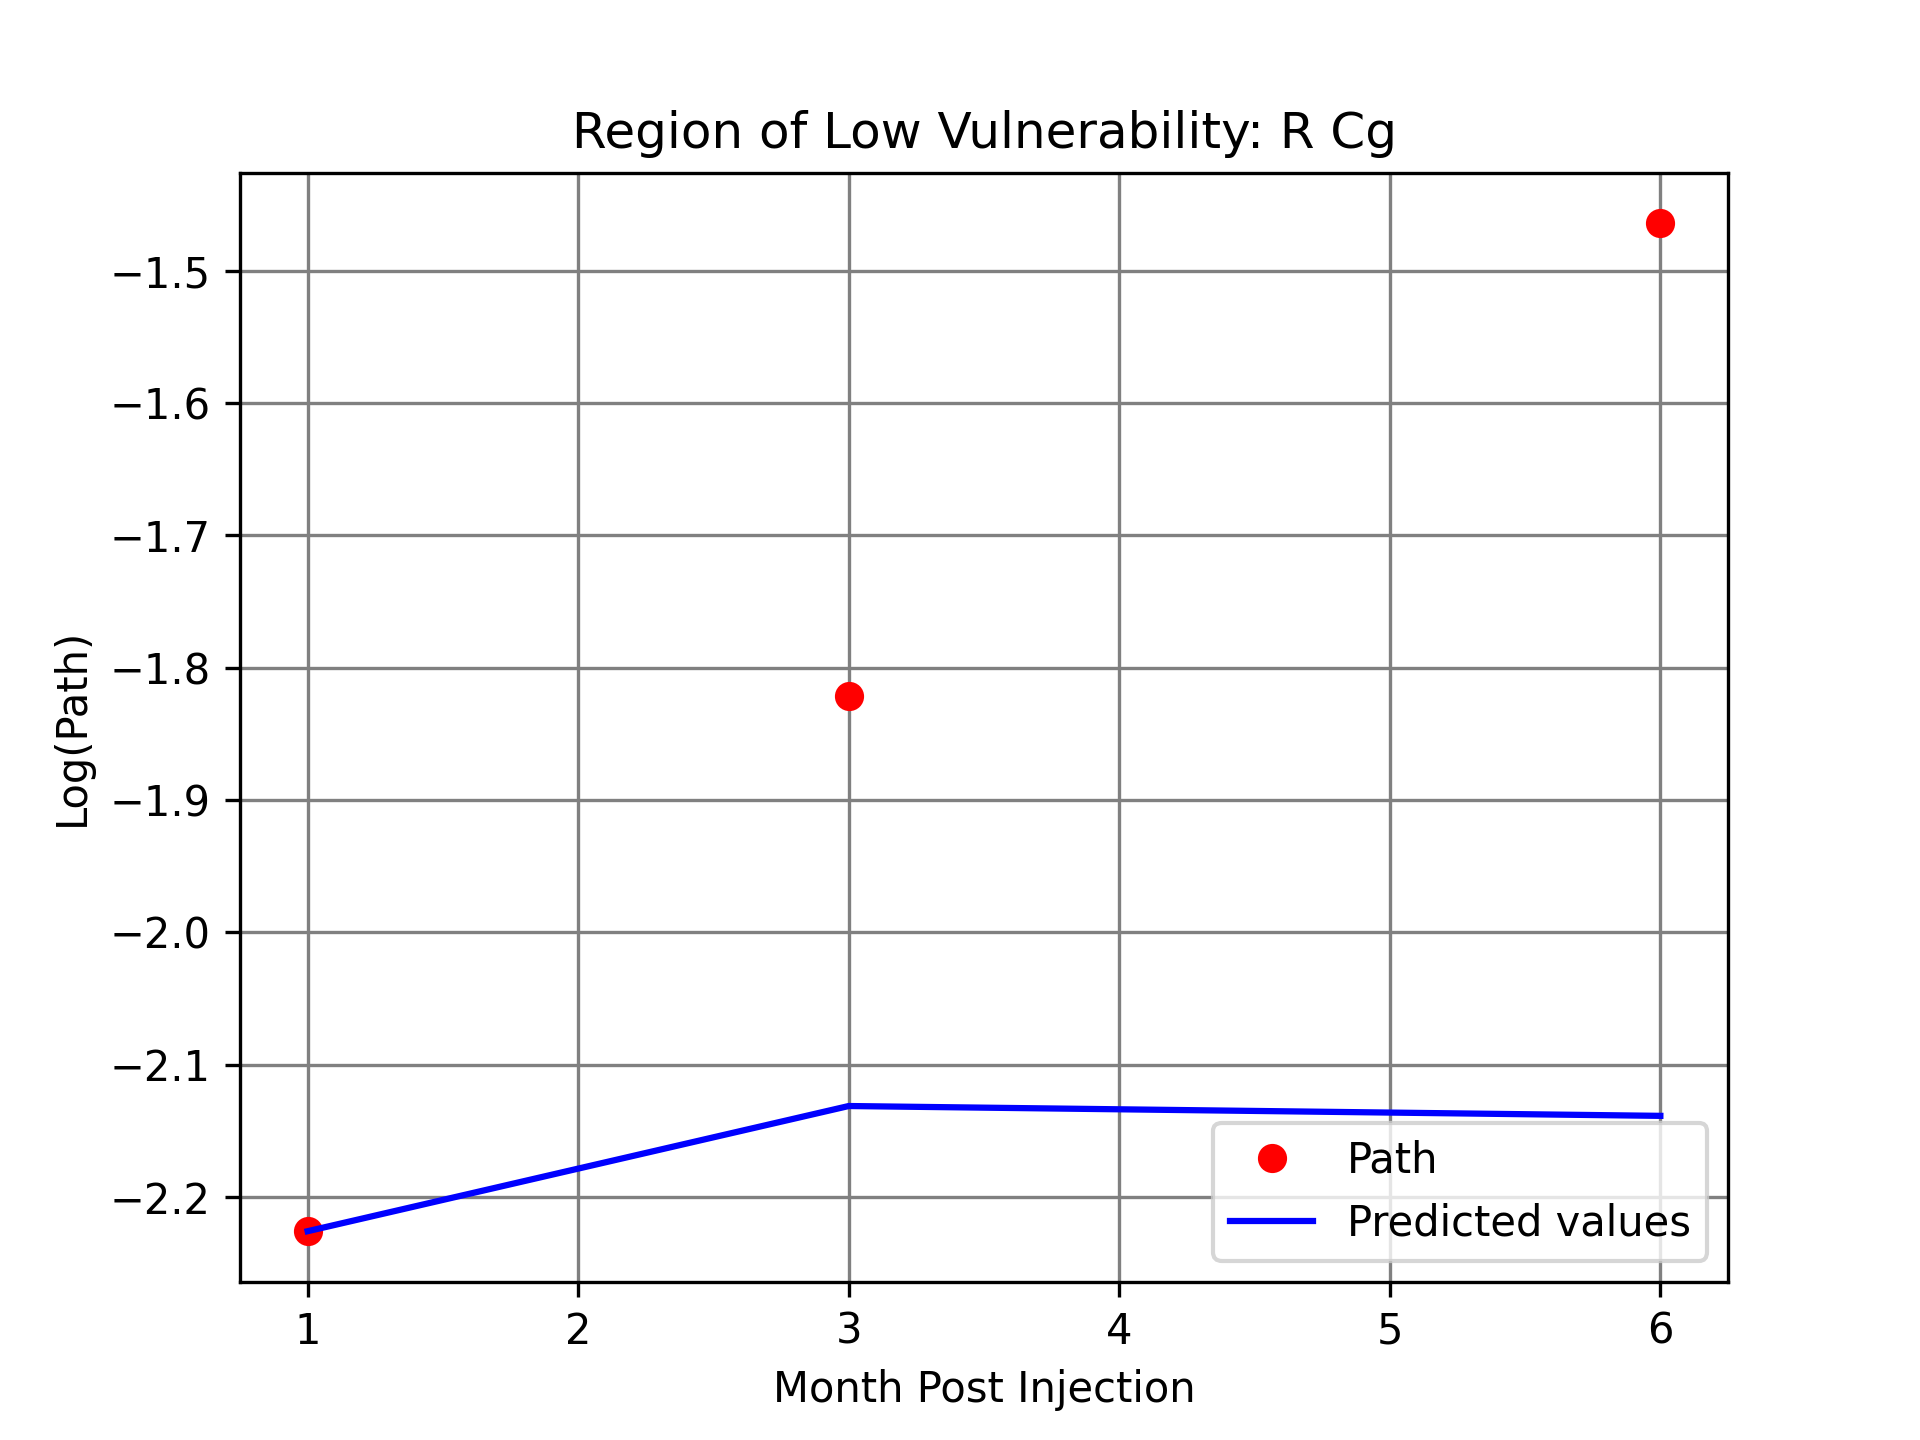 Region of Low Vulnerability: R Cg
−1.5
−1.6
−1.7
−1.8
−1.9
−2.0
−2.1
−2.2
Log(Path)
Path
Predicted values
1 2 3 4 5 6
Month Post Injection